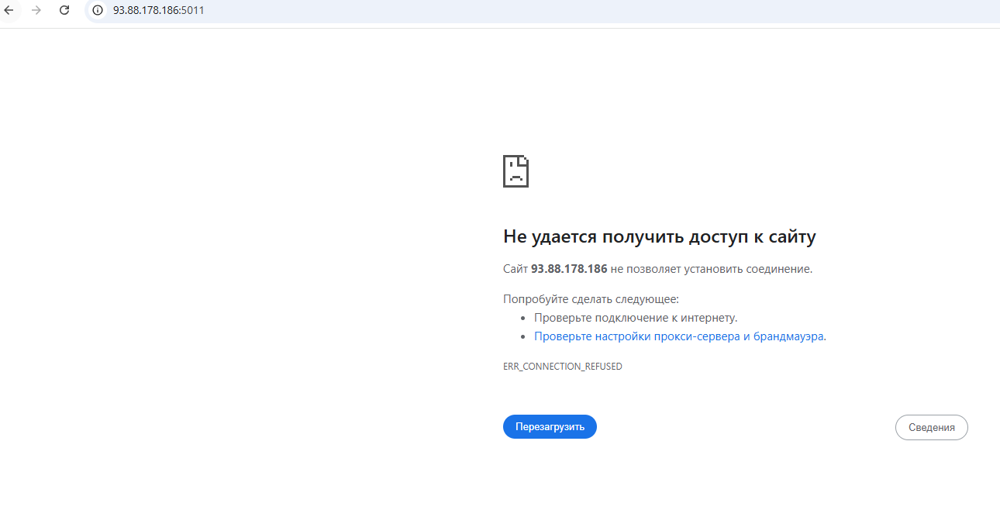 93.88.178.186:5011
Не удается получить доступ к сайту
Сайт 93.88.178.186 не позволяет установить соединение.
Попробуйте сделать следующее:
• Проверьте подключение к интернету.
• Проверьте настройки прокси-сервера и брандмауэра.
ERR_CONNECTION_REFUSED
Перезагрузить
Сведения